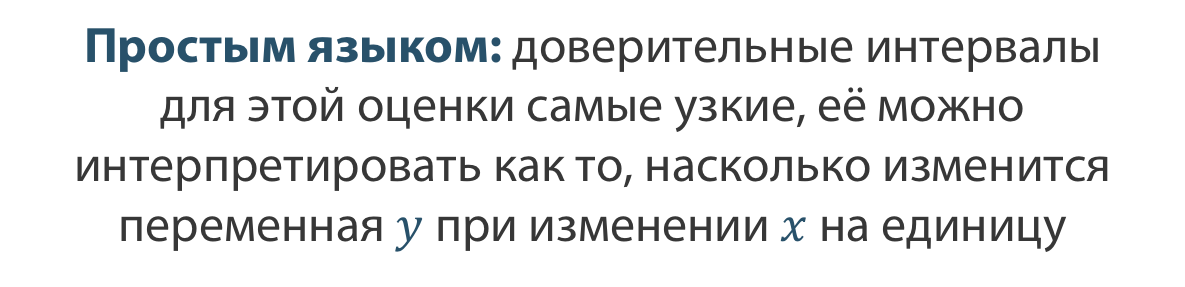 Простым языком: доверительные интервалы
для этой оценки самые узкие, её можно
интерпретировать как то, насколько изменится
переменная y при изменении x на единицу